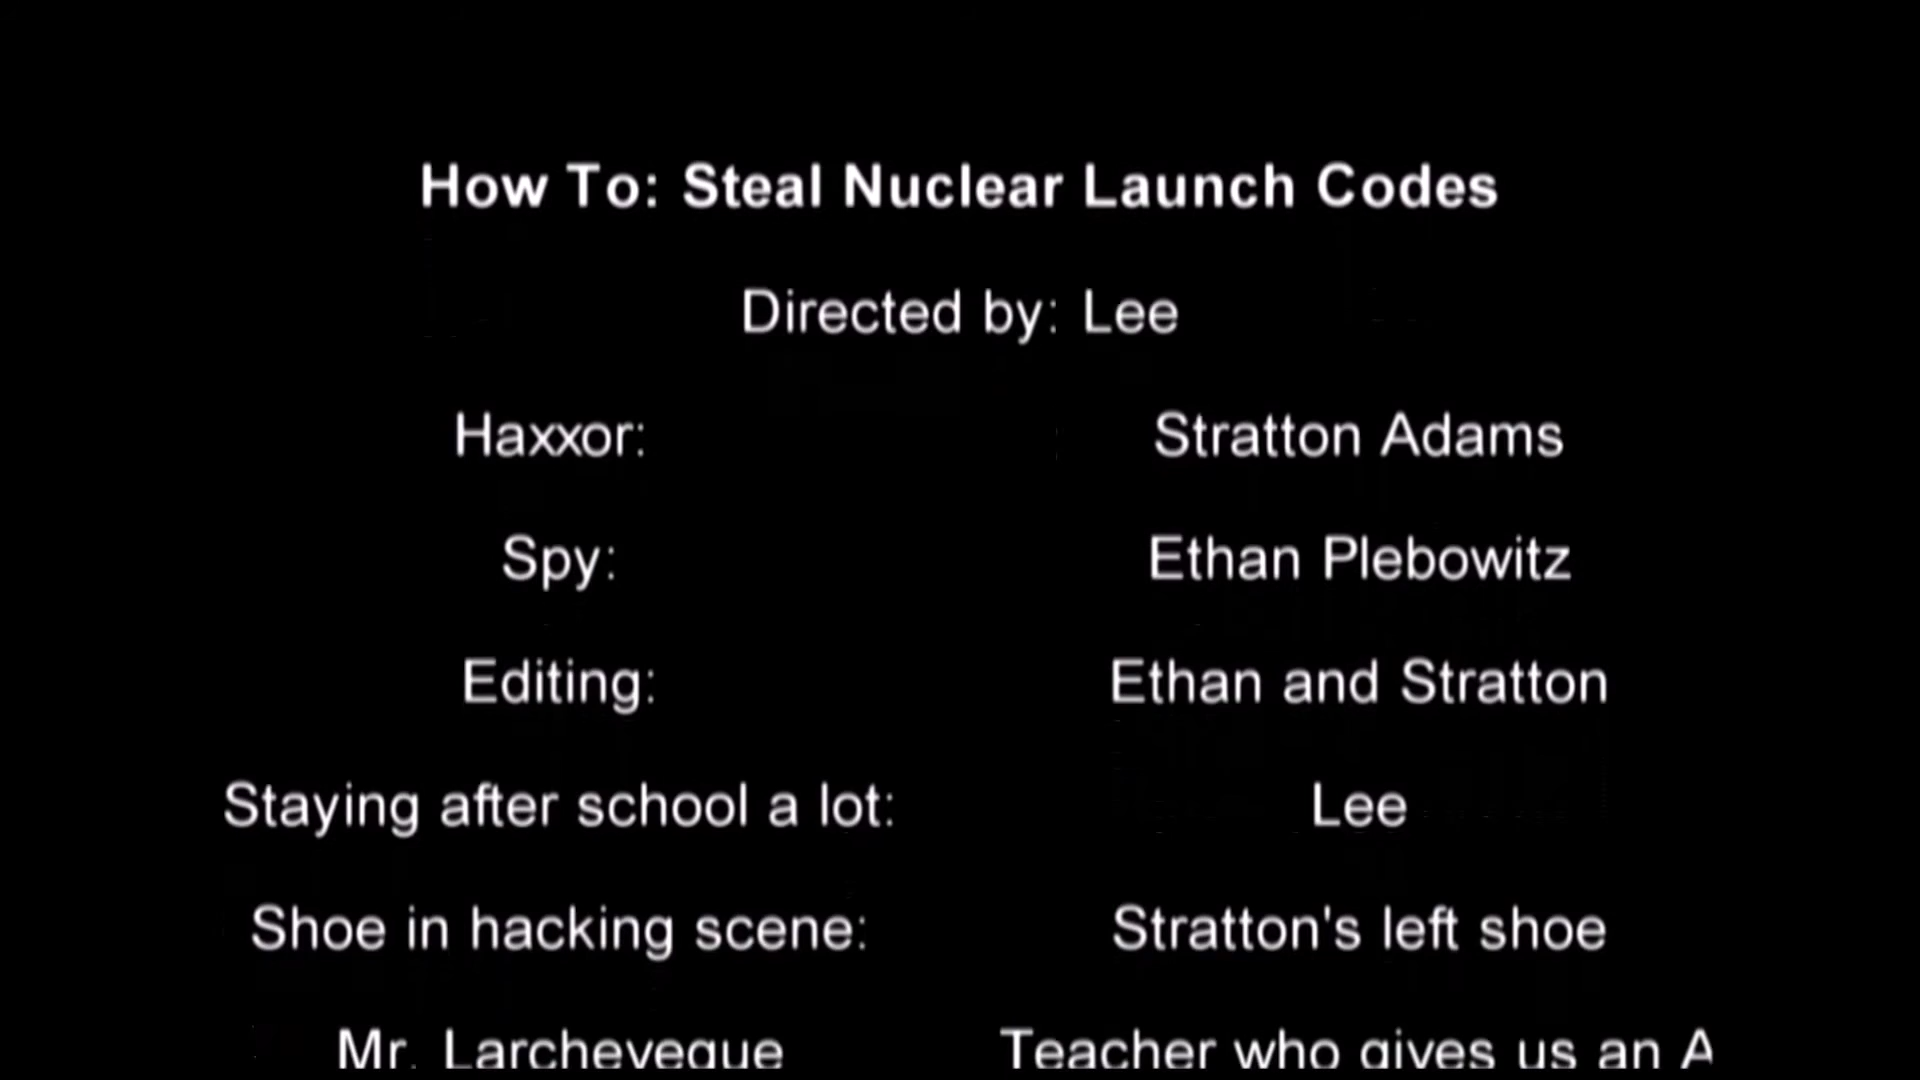 How To: Steal Nuclear Launch Codes
Directed by: Lee
Haxxor: Stratton Adams
Spy: Ethan Plebowitz
Editing: Ethan and Stratton
Staying after school a lot: Lee
Shoe in hacking scene: Stratton's left shoe
Mr. Larcheveque Teacher who gives us an A